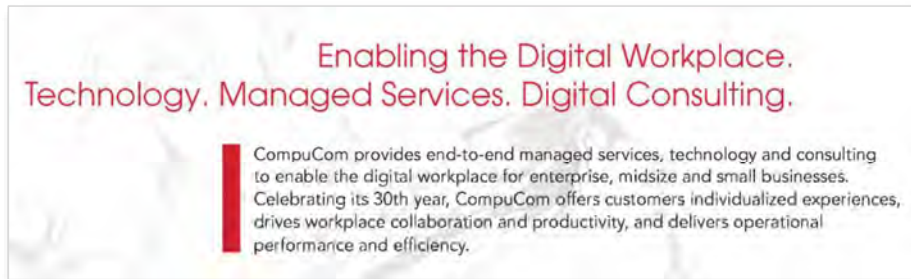 Enabling the Digital Workplace.
Technology. Managed Services. Digital Consulting.
CompuCom provides end-to-end managed services, technology and consulting
to enable the digital workplace for enterprise, midsize and small businesses.
Celebrating its 30th year, CompuCom offers customers individualized experiences,
drives workplace collaboration and productivity, and delivers operational
performance and efficiency.